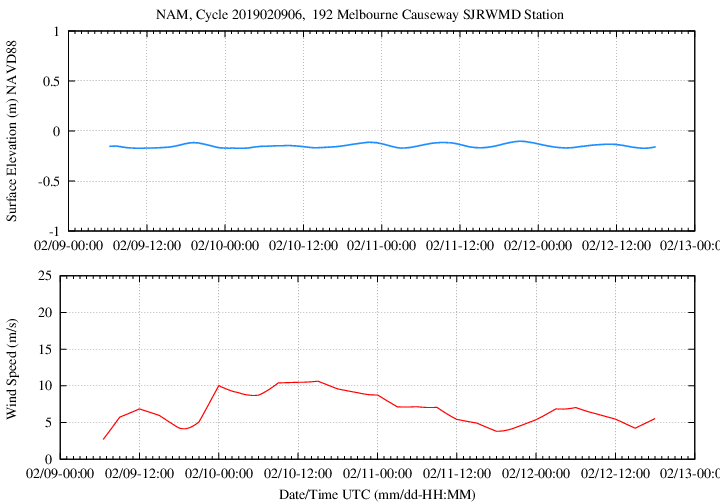 NAM, Cycle 2019020906, 192 Melbourne Causeway SJRWMD Station
Surface Elevation (m) NAVD88
1
0.5
0
-0.5
-1
02/09-00:00 02/09-12:00 02/10-00:00 02/10-12:00 02/11-00:00 02/11-12:00 02/12-00:00 02/12-12:00 02/13-0
Wind Speed (m/s)
25
20
15
10
5
0
02/09-00:00 02/09-12:00 02/10-00:00 02/10-12:00 02/11-00:00 02/11-12:00 02/12-00:00 02/12-12:00 02/13-0
Date/Time UTC (mm/dd-HH:MM)